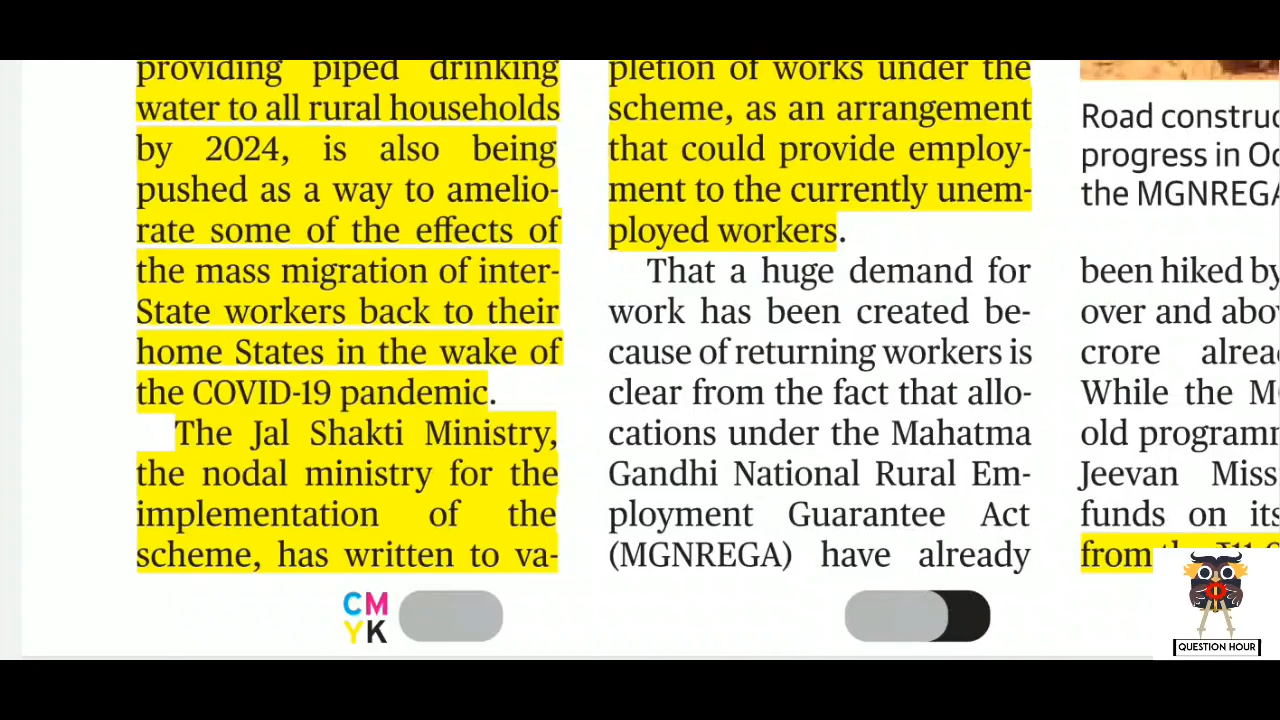 providing piped drinking
water to all rural households
by 2024, is also being
pushed as a way to amelio-
rate some of the effects of
the mass migration of inter-
State workers back to their
home States in the wake of
the COVID-19 pandemic.
The Jal Shakti Ministry,
the nodal ministry for the
implementation of the
scheme, has written to va-
pletion of works under the
scheme, as an arrangement
that could provide employ-
ment to the currently unem-
ployed workers.
That a huge demand for
work has been created be-
cause of returning workers is
clear from the fact that allo-
cations under the Mahatma
Gandhi National Rural Em-
ployment Guarantee Act
(MGNREGA) have already
Road construc
progress in Od
the MGNREGA
been hiked by
over and abov
crore alrea
While the M
old program
Jeevan Miss
funds on its
from
CM
YK
QUESTION HOUR